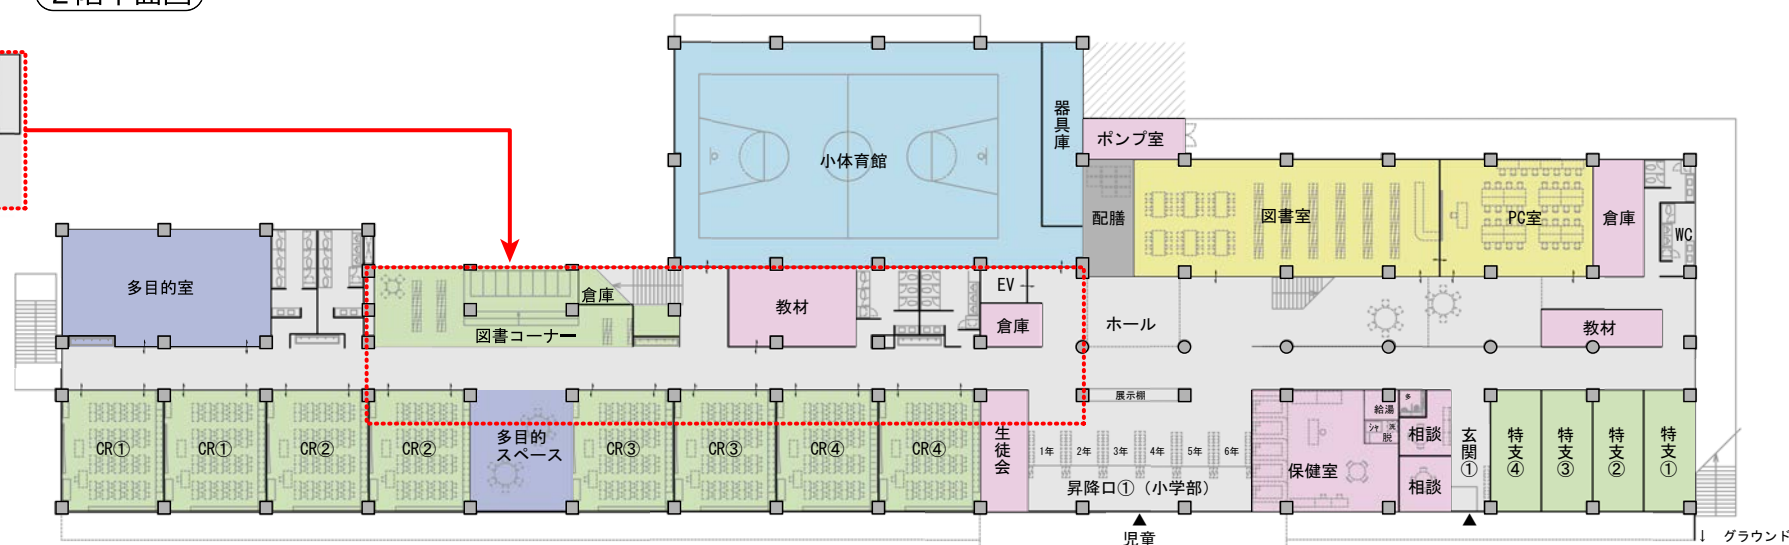 2階平面図
小体育館
器具庫
ポンプ室
配膳
図書室
PC室
倉庫
WC
多目的室
図書コーナー
倉庫
教材
EV
倉庫
ホール
教材
展示棚
CR①
CR①
CR②
CR②
多目的
スペース
CR③
CR③
CR④
CR④
生徒会
1年
2年
3年
4年
5年
6年
昇降口①（小学部）
児童
保健室
給湯
多
シャ
洗
脱
相談
相談
玄関①
特支④
特支③
特支②
特支①
↓ グラウンド